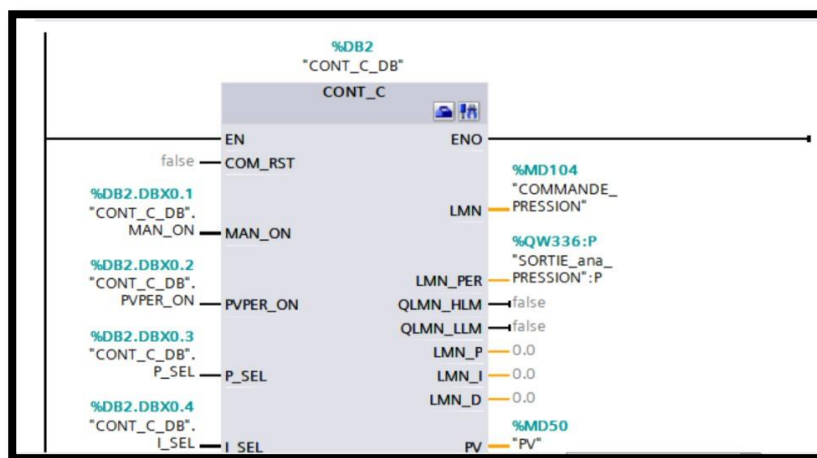 %DB2
"CONT_C_DB"
CONT_C
EN ENO
false COM_RST
%MD104
"COMMANDE_
LMN PRESSION"
%DB2.DBX0.1
"CONT_C_DB".
MAN_ON MAN_ON
%QW336:P
"SORTIE_ana_
LMN_PER PRESSION":P
%DB2.DBX0.2
"CONT_C_DB".
PVPER_ON PVPER_ON
QLMN_HLM false
QLMN_LLM false
%DB2.DBX0.3
"CONT_C_DB".
P_SEL P_SEL
LMN_P 0.0
LMN_I 0.0
LMN_D 0.0
%DB2.DBX0.4
"CONT_C_DB".
I_SEL I_SEL
%MD50
PV "PV"